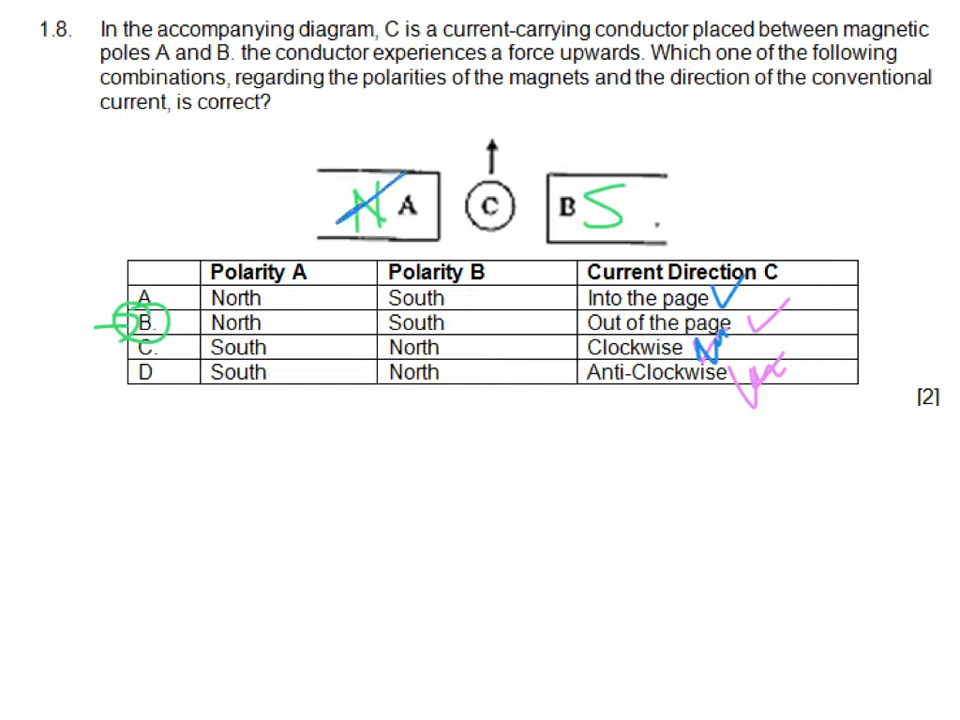 1.8. In the accompanying diagram, C is a current-carrying conductor placed between magnetic
poles A and B. the conductor experiences a force upwards. Which one of the following
combinations, regarding the polarities of the magnets and the direction of the conventional
current, is correct?
N A C B S
Polarity A Polarity B Current Direction C
A North South Into the page
B. North South Out of the page
C. South North Clockwise
D South North Anti-Clockwise
[2]